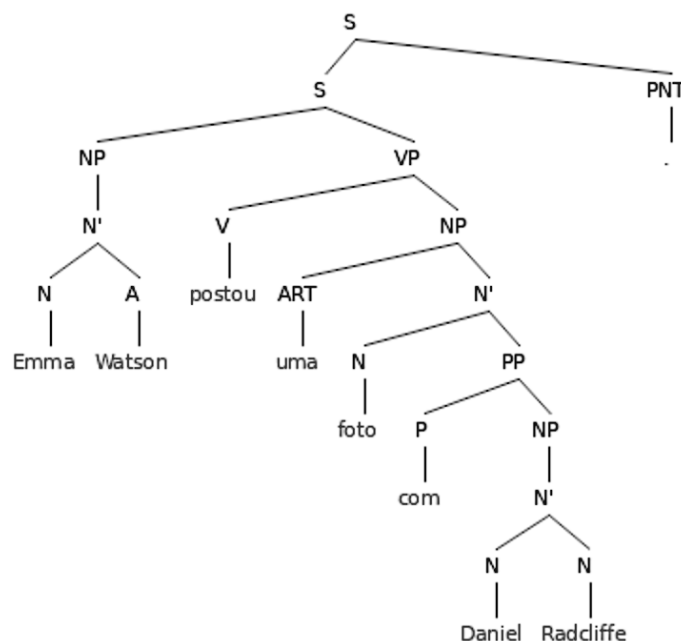 S
S PNT
NP VP .
N' V NP
N A postou ART N'
Emma Watson uma N PP
foto P NP
com N'
N N
Daniel Radcliffe